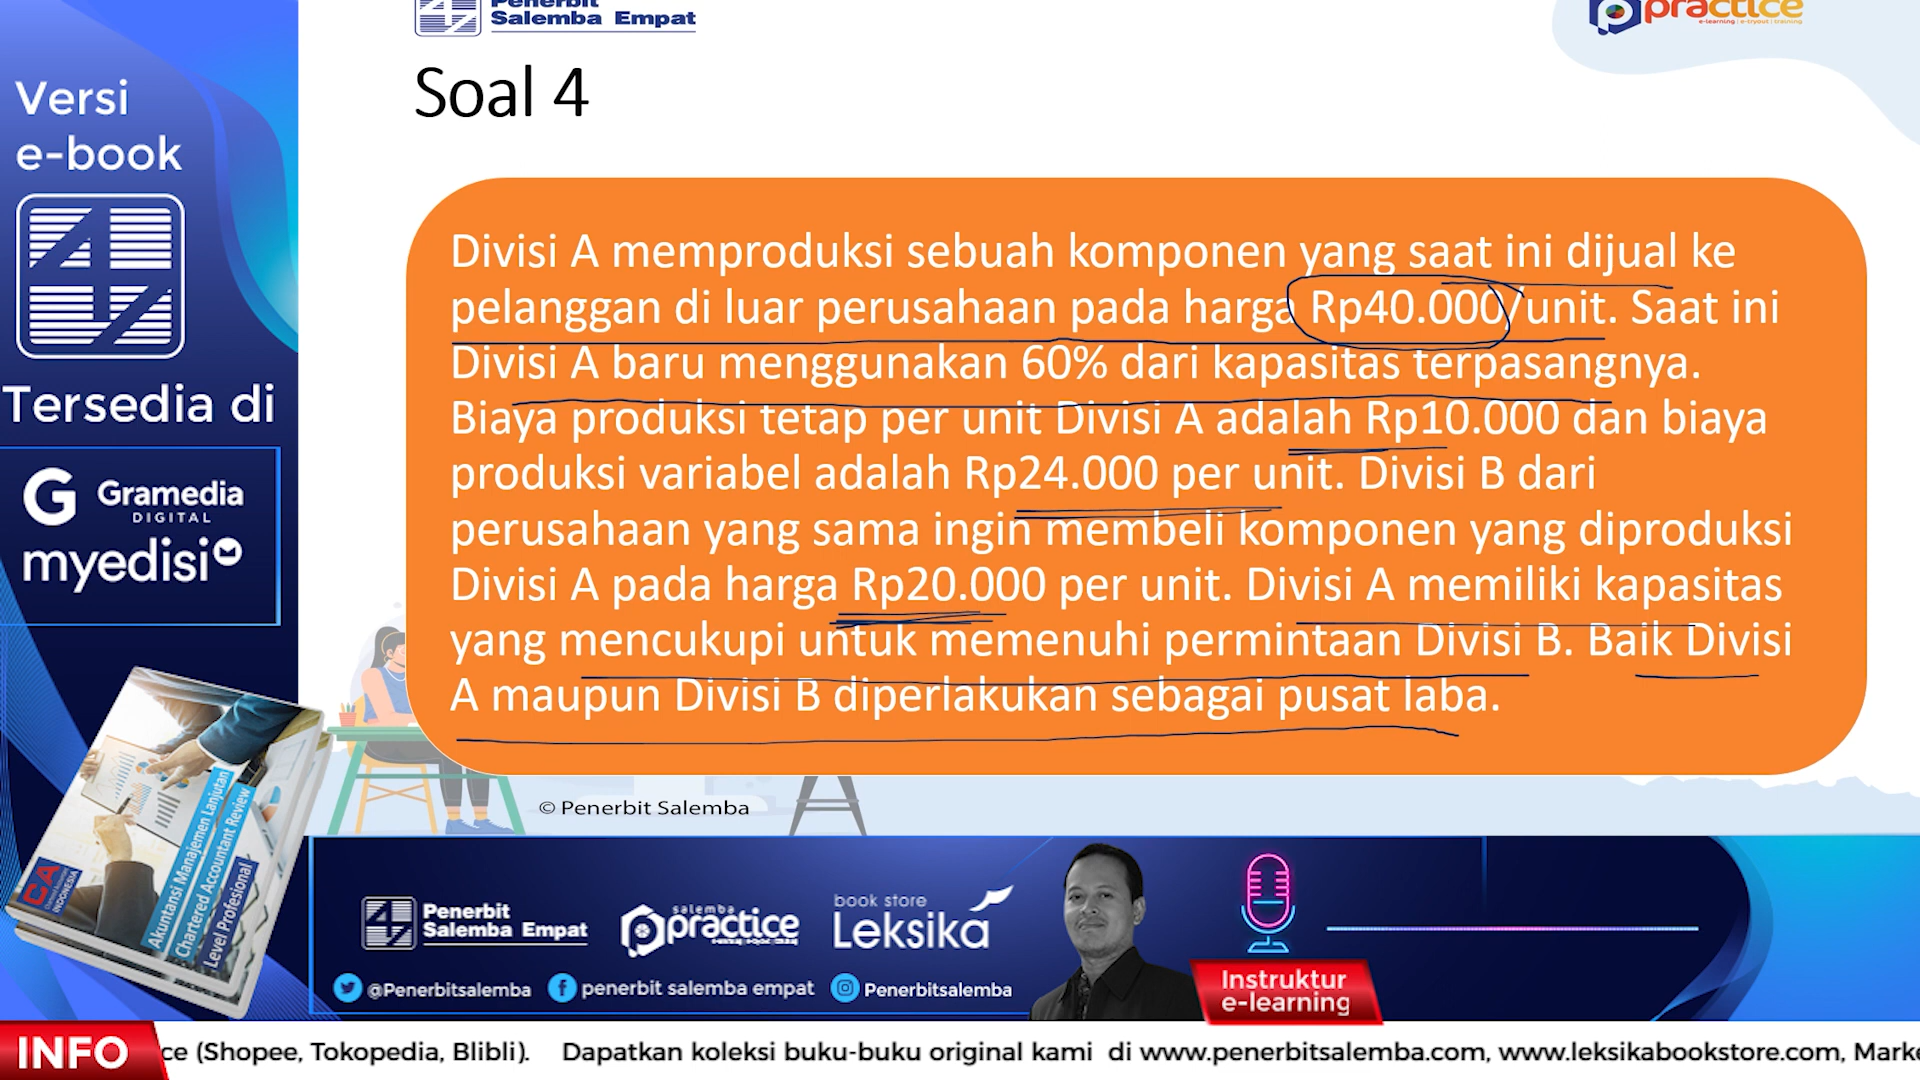 Penerbit
Salemba Empat
practice
e-learning | e-tryout | training
Soal 4
Versi
e-book
Tersedia di
Gramedia
DIGITAL
myedisi
Divisi A memproduksi sebuah komponen yang saat ini dijual ke
pelanggan di luar perusahaan pada harga Rp40.000/unit. Saat ini
Divisi A baru menggunakan 60% dari kapasitas terpasangnya.
Biaya produksi tetap per unit Divisi A adalah Rp10.000 dan biaya
produksi variabel adalah Rp24.000 per unit. Divisi B dari
perusahaan yang sama ingin membeli komponen yang diproduksi
Divisi A pada harga Rp20.000 per unit. Divisi A memiliki kapasitas
yang mencukupi untuk memenuhi permintaan Divisi B. Baik Divisi
A maupun Divisi B diperlakukan sebagai pusat laba.
© Penerbit Salemba
Akuntansi Manajemen Lanjutan
Chartered Accountant Review
Level Profesional
CA
INDONESIA
Penerbit
Salemba Empat
salemba
practice
book store
Leksika
@Penerbitsalemba
penerbit salemba empat
Penerbitsalemba
Instruktur
e-learning
INFO
ce (Shopee, Tokopedia, Blibli). Dapatkan koleksi buku-buku original kami di www.penerbitsalemba.com, www.leksikabookstore.com, Marke